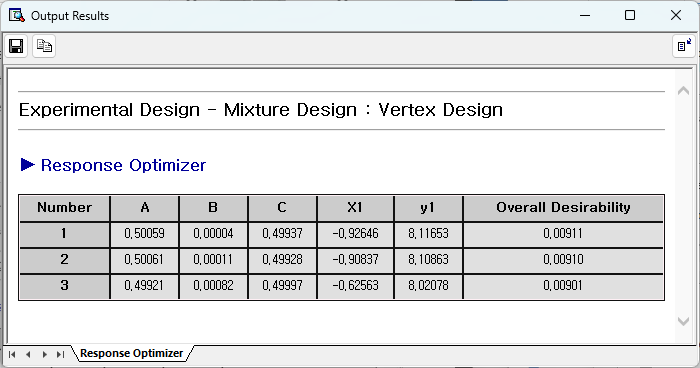 Output Results
Experimental Design - Mixture Design : Vertex Design
► Response Optimizer
Number A B C X1 y1 Overall Desirability
1 0,50059 0,00004 0,49937 -0,92646 8,11653 0,00911
2 0,50061 0,00011 0,49928 -0,90837 8,10863 0,00910
3 0,49921 0,00082 0,49997 -0,62563 8,02078 0,00901
Response Optimizer